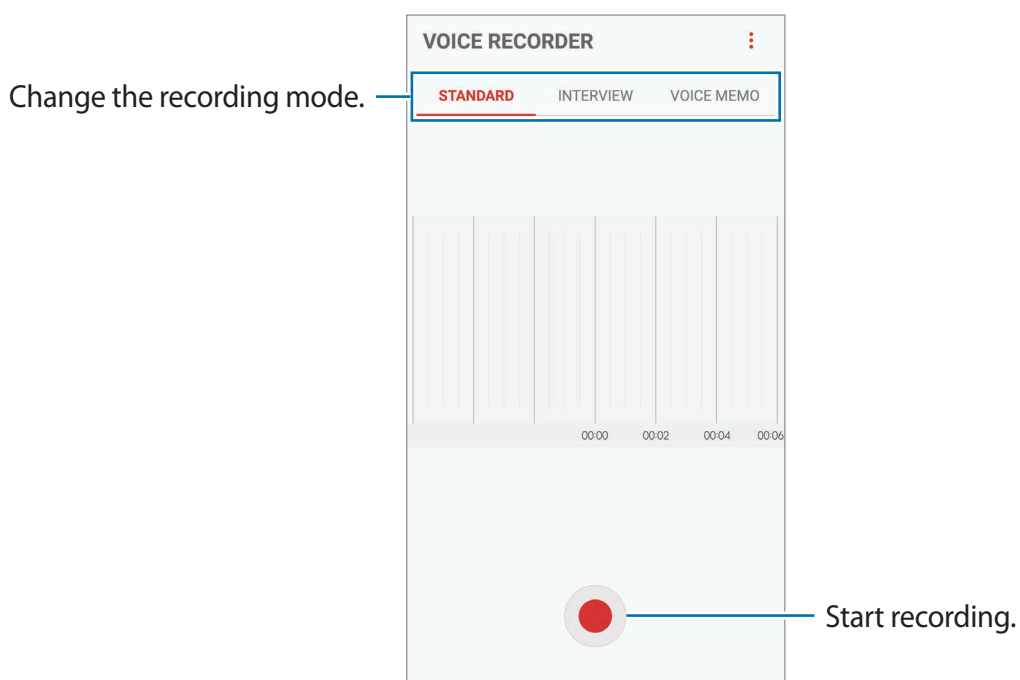 VOICE RECORDER
Change the recording mode.
STANDARD INTERVIEW VOICE MEMO
00:00 00:02 00:04 00:06
Start recording.